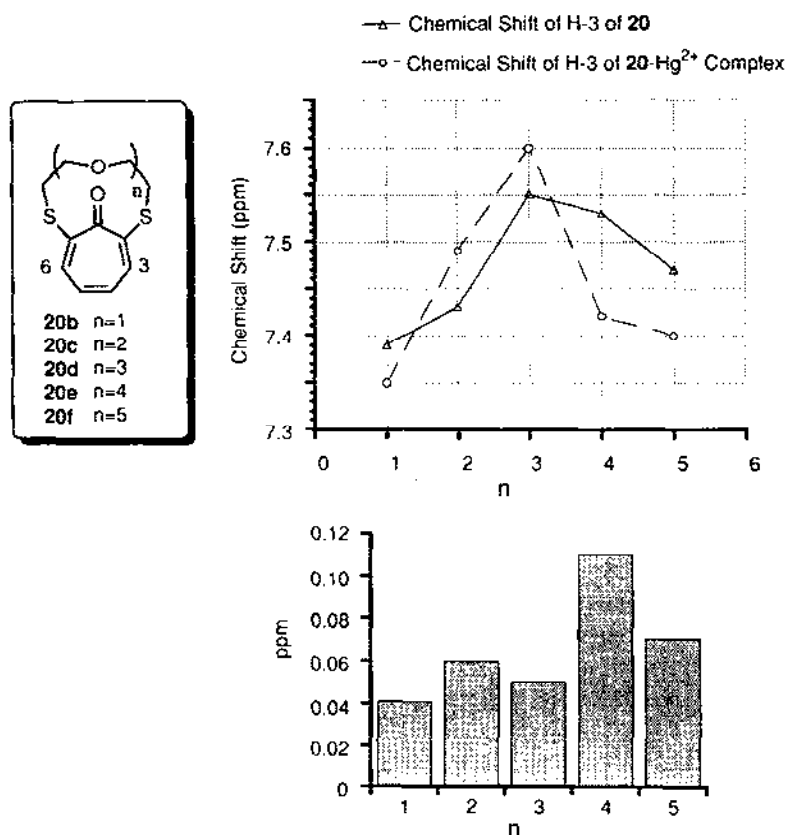 Chemical Shift of H-3 of 20
Chemical Shift of H-3 of 20-Hg2+ Complex
O
n
O
S
S
6
3
20b n=1
20c n=2
20d n=3
20e n=4
20f n=5
Chemical Shift (ppm)
7.6
7.5
7.4
7.3
0 1 2 3 4 5 6
n
ppm
0.12
0.10
0.08
0.06
0.04
0.02
0
1 2 3 4 5
n